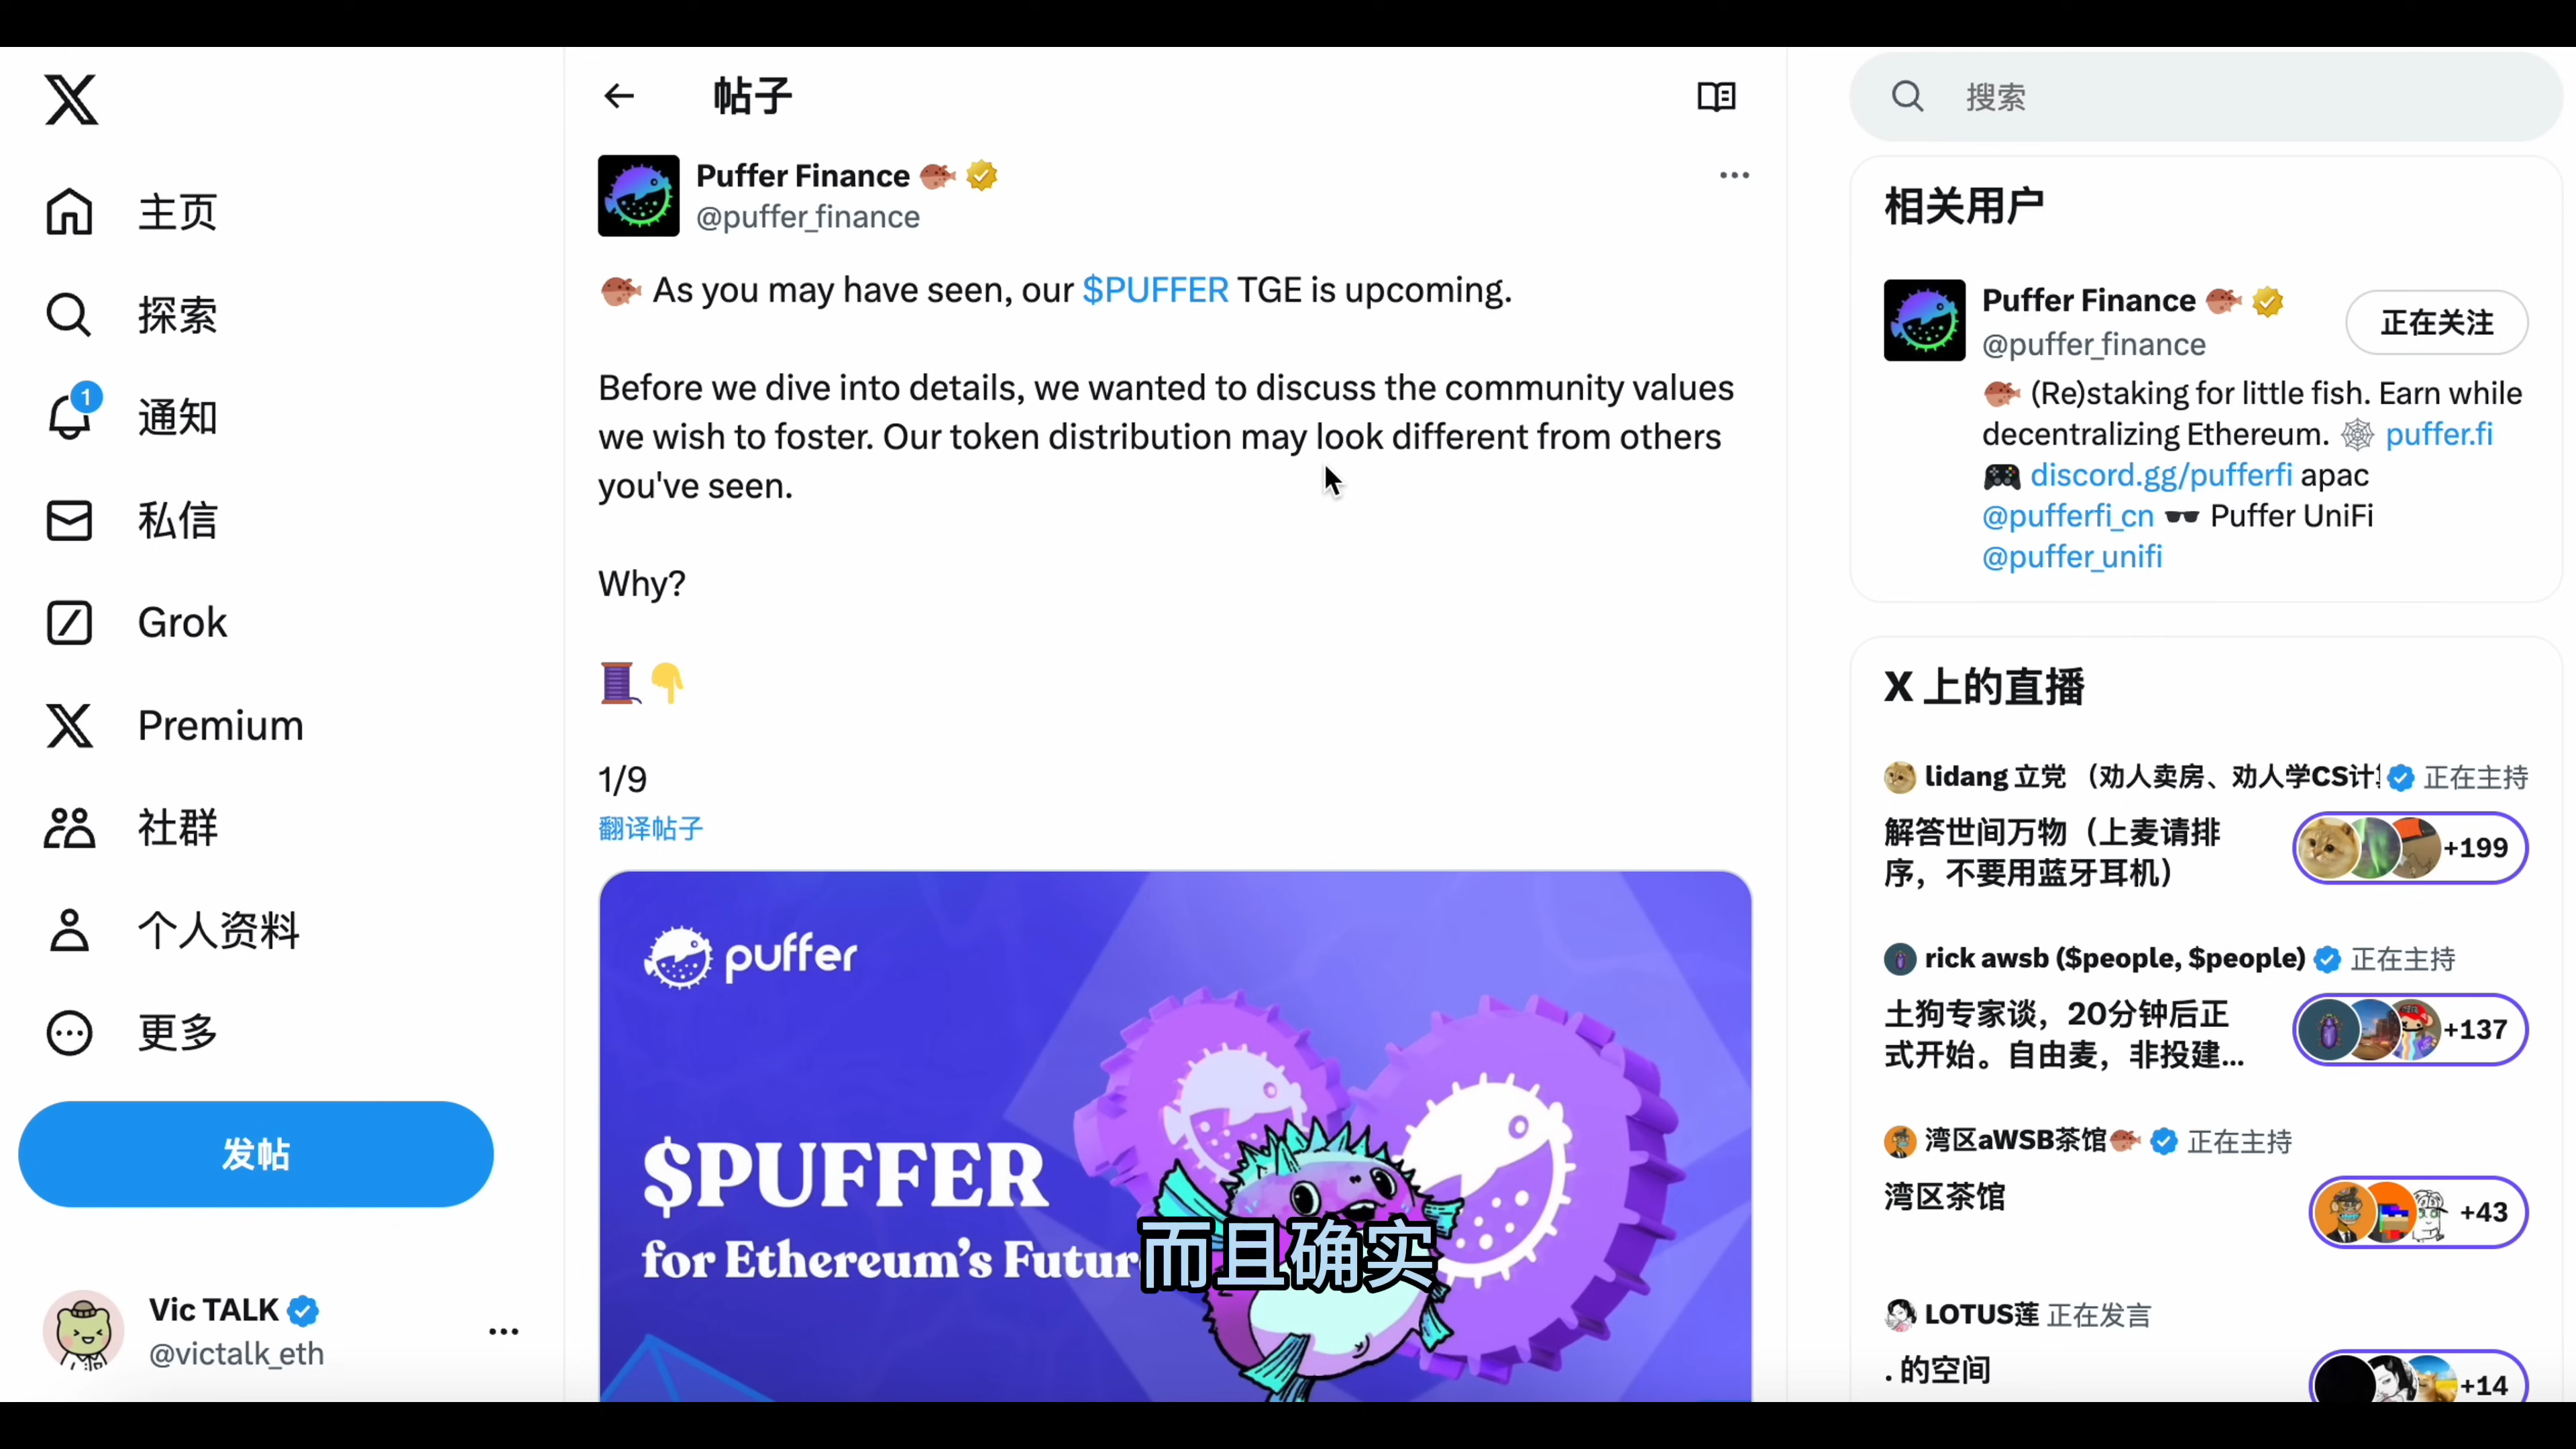 主页
探索
1
通知
私信
Grok
Premium
社群
个人资料
更多
发帖
Vic TALK
@victalk_eth
帖子
Puffer Finance
@puffer_finance
As you may have seen, our $PUFFER TGE is upcoming.
Before we dive into details, we wanted to discuss the community values
we wish to foster. Our token distribution may look different from others
you've seen.
Why?
1/9
翻译帖子
puffer
$PUFFER
for Ethereum's Futur
而且确实
搜索
相关用户
Puffer Finance
正在关注
@puffer_finance
(Re)staking for little fish. Earn while
decentralizing Ethereum. puffer.fi
discord.gg/pufferfi apac
@pufferfi_cn Puffer UniFi
@puffer_unifi
X 上的直播
lidang 立党 （劝人卖房、劝人学CS计 正在主持
解答世间万物（上麦请排
序，不要用蓝牙耳机）
+199
rick awsb ($people, $people) 正在主持
土狗专家谈，20分钟后正
式开始。自由麦，非投建...
+137
湾区aWSB茶馆 正在主持
湾区茶馆
+43
LOTUS莲 正在发言
. 的空间
+14